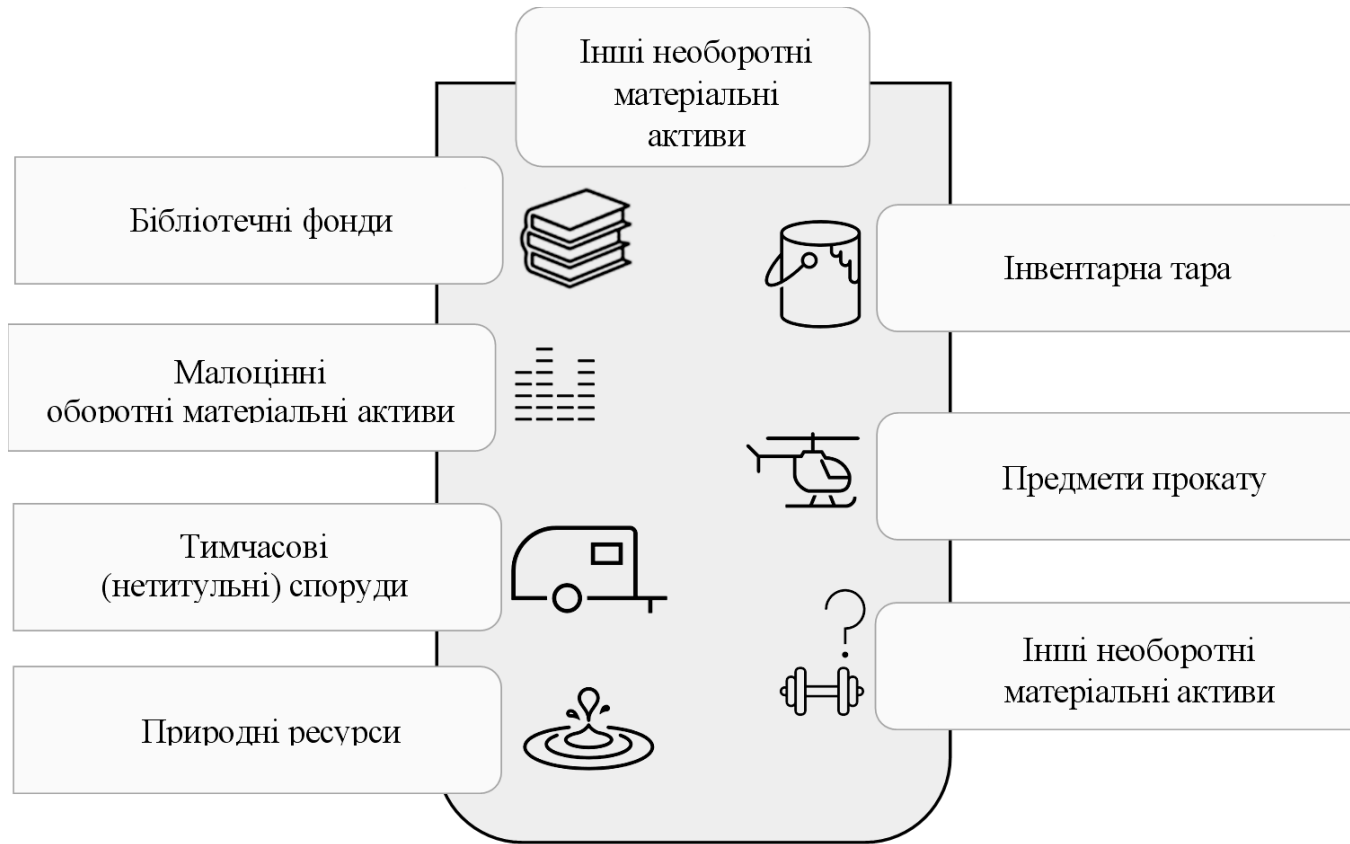 Інші необоротні
матеріальні
активи
Бібліотечні фонди
Малоцінні
оборотні матеріальні активи
Тимчасові
(нетитульні) споруди
Природні ресурси
Інвентарна тара
Предмети прокату
Інші необоротні
матеріальні активи